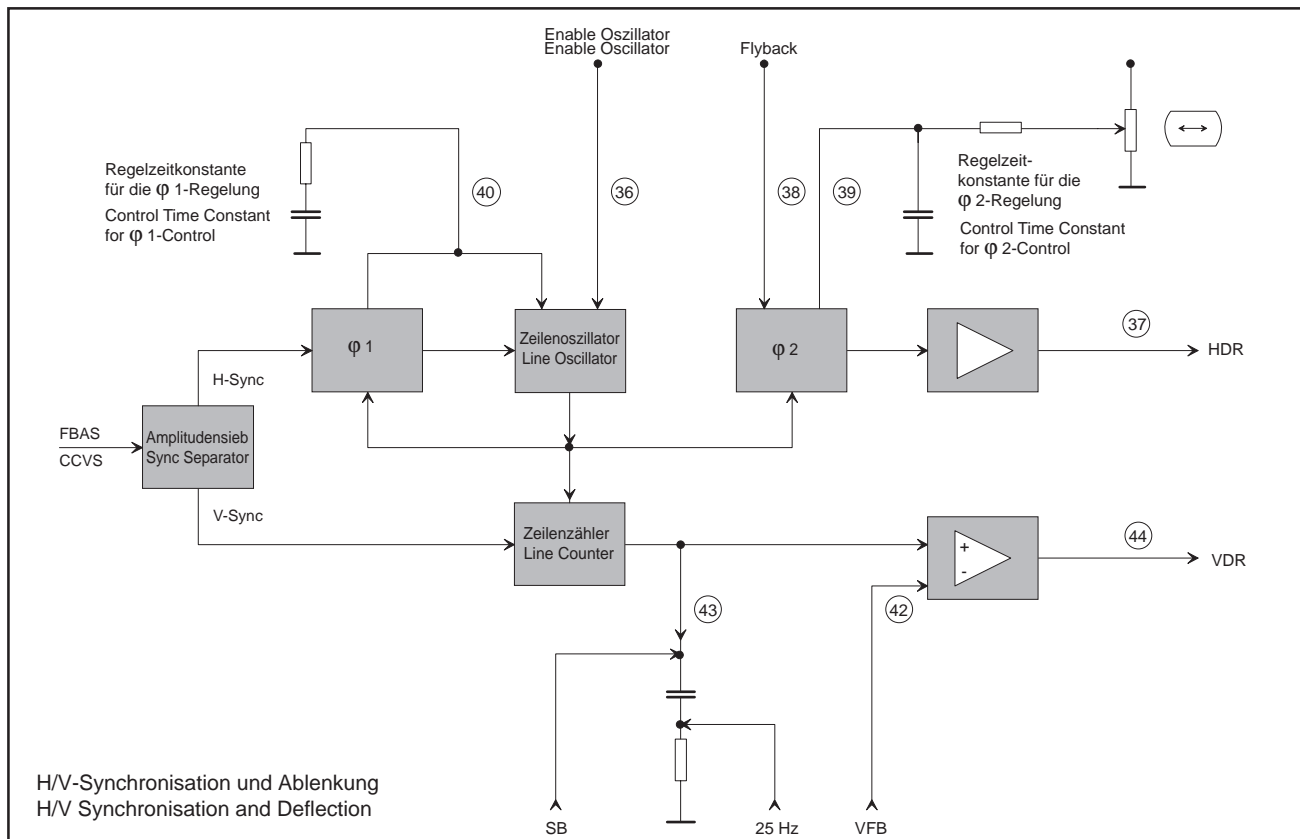 Enable Oszillator
Enable Oscillator
Flyback
Regelzeitkonstante
für die φ 1-Regelung
Control Time Constant
for φ 1-Control
40
36
38
39
Regelzeit-
konstante für die
φ 2-Regelung
Control Time Constant
for φ 2-Control
φ 1
Zeilenoszillator
Line Oscillator
φ 2
37
HDR
H-Sync
FBAS
CCVS
Amplitudensieb
Sync Separator
V-Sync
Zeilenzähler
Line Counter
+
-
44
VDR
43
42
H/V-Synchronisation und Ablenkung
H/V Synchronisation and Deflection
SB
25 Hz
VFB